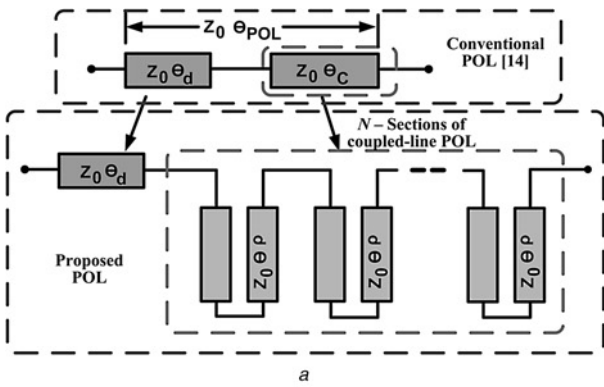 Z₀ ϴPOL
Conventional
POL [14]
Z₀ ϴd
Z₀ ϴC
N – Sections of
coupled-line POL
Z₀ ϴd
Proposed
POL
Z₀ ϴ ρ
Z₀ ϴ ρ
Z₀ ϴ ρ
a